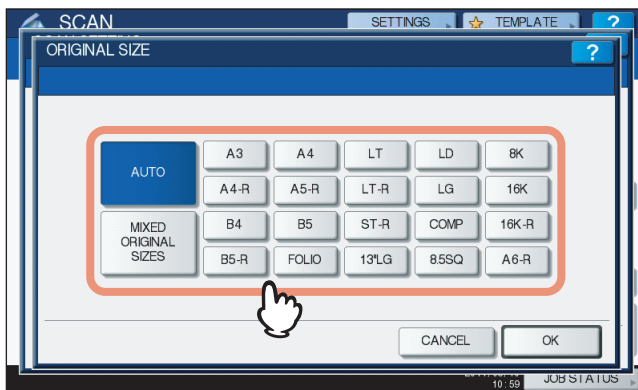 SCAN
SETTINGS
TEMPLATE
?
ORIGINAL SIZE
?
AUTO
A3
A4
LT
LD
8K
A4-R
A5-R
LT-R
LG
16K
MIXED
ORIGINAL
SIZES
B4
B5
ST-R
COMP
16K-R
B5-R
FOLIO
13"LG
8.5SQ
A6-R
CANCEL
OK
10:59
JOB STATUS